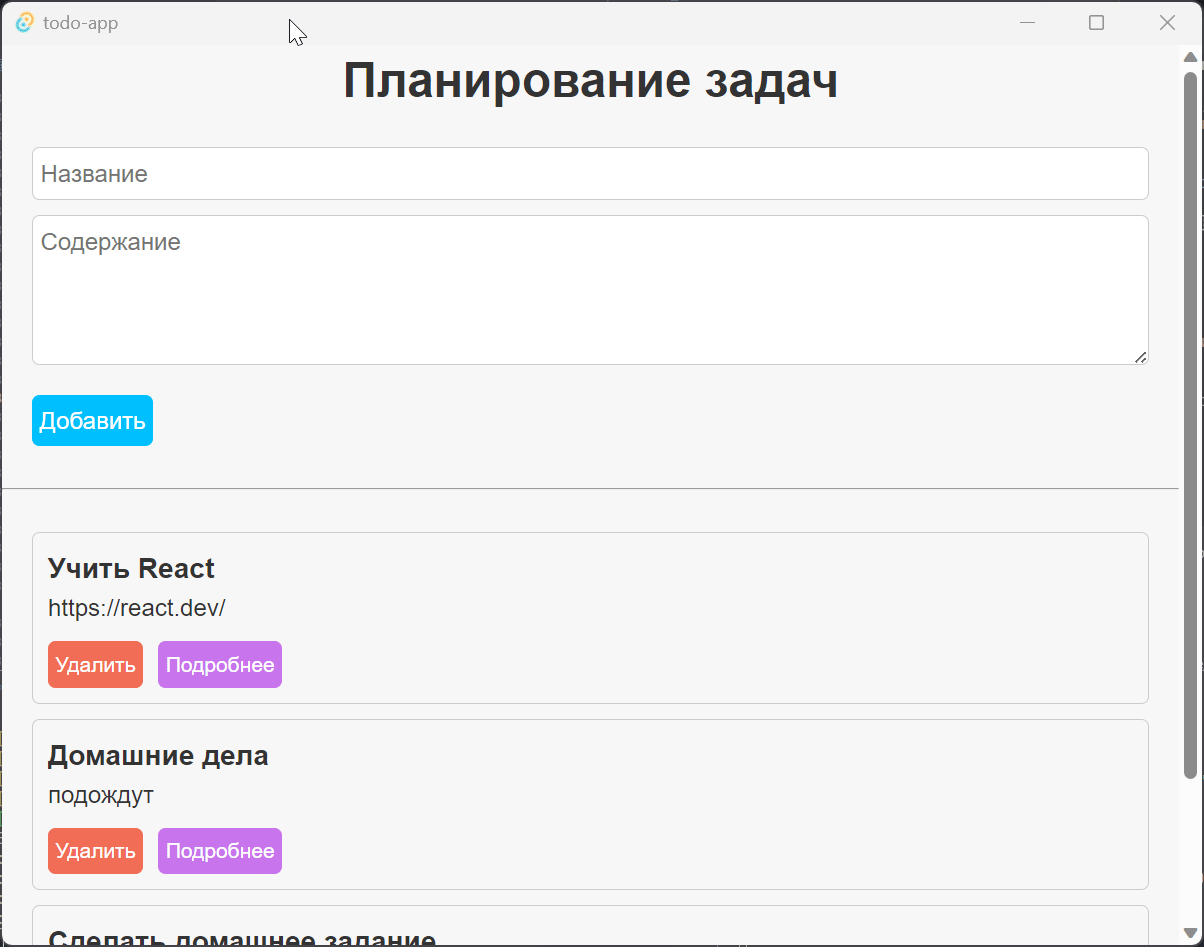 todo-app
Планирование задач
Название
Содержание
Добавить
Учить React
https://react.dev/
Удалить Подробнее
Домашние дела
подождут
Удалить Подробнее
Сделать домашнее задание